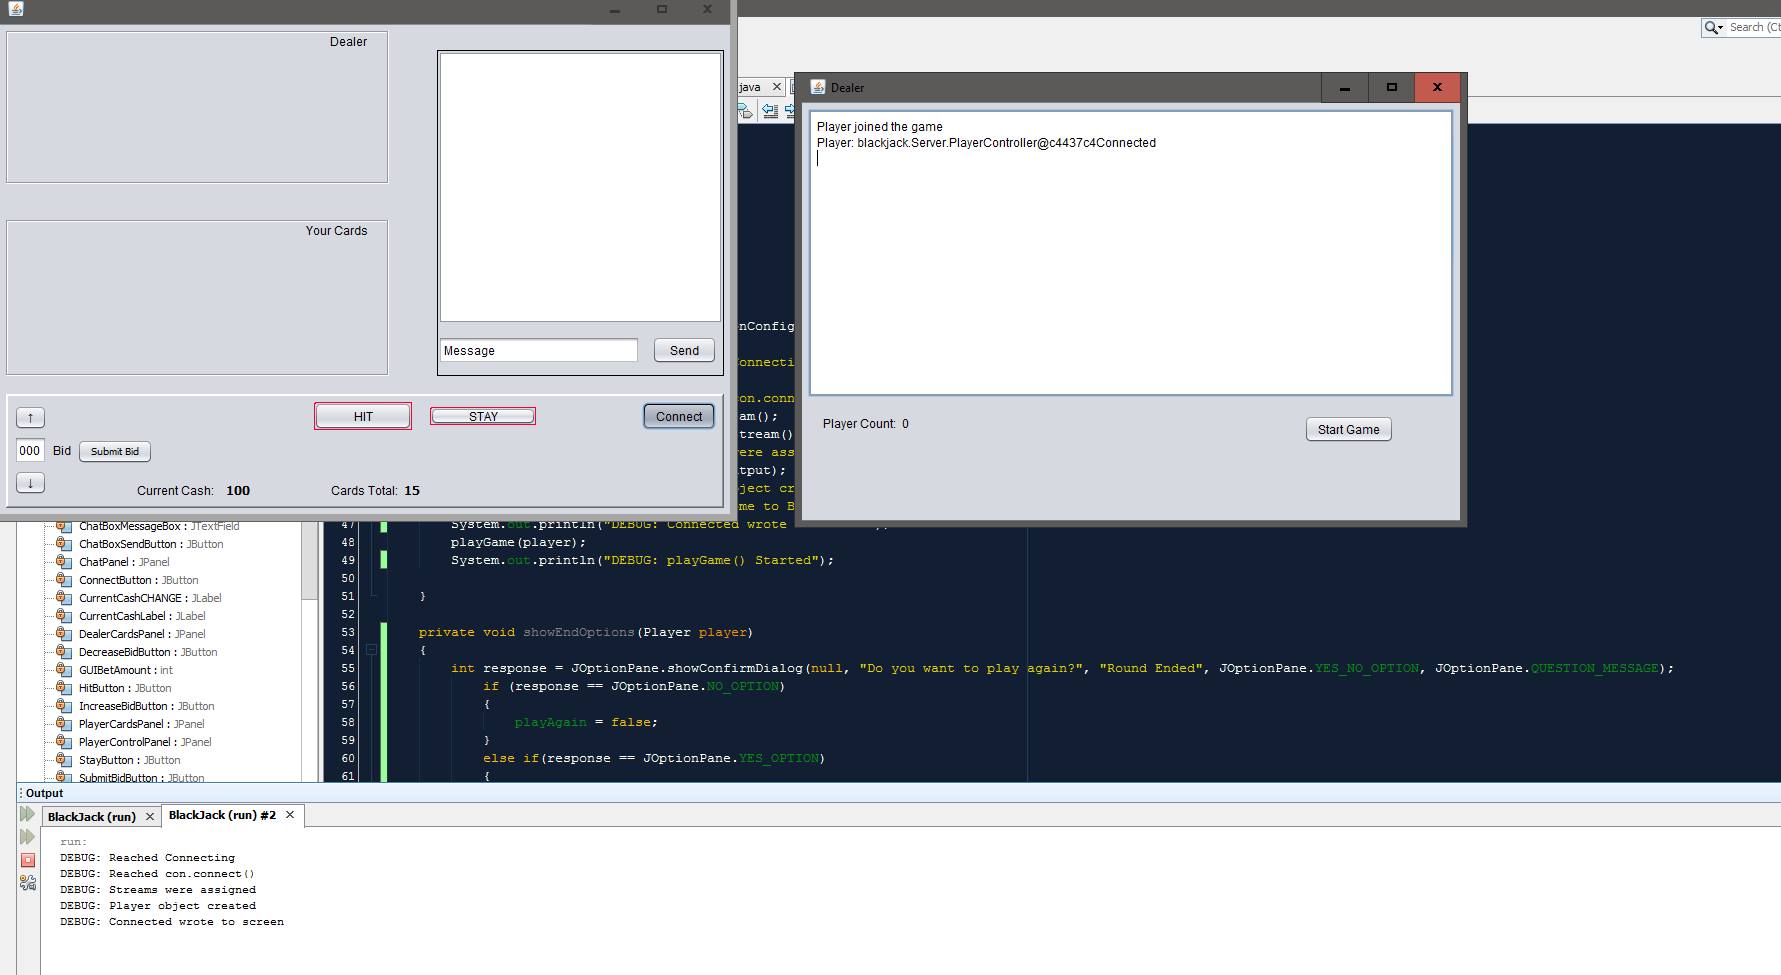 Dealer
Your Cards
Message
Send
↑
HIT
STAY
Connect
000
Bid
Submit Bid
↓
Current Cash: 100
Cards Total: 15
Search (Ct
java
Dealer
Player joined the game
Player: blackjack.Server.PlayerController@c4437c4Connected
Player Count: 0
Start Game
nConfig
onnecti
on.conn
am();
tream()
ere ass
tput);
ject cr
me to B
ChatBoxMessageBox : JTextField
ChatBoxSendButton : JButton
ChatPanel : JPanel
ConnectButton : JButton
CurrentCashCHANGE : JLabel
CurrentCashLabel : JLabel
DealerCardsPanel : JPanel
DecreaseBidButton : JButton
GUIBetAmount : int
HitButton : JButton
IncreaseBidButton : JButton
PlayerCardsPanel : JPanel
PlayerControlPanel : JPanel
StayButton : JButton
SubmitBidButton : JButton
47 System.out.println("DEBUG: Connected wrote
48 playGame(player);
49 System.out.println("DEBUG: playGame() Started");
50
51 }
52
53 private void showEndOptions(Player player)
54 {
55 int response = JOptionPane.showConfirmDialog(null, "Do you want to play again?", "Round Ended", JOptionPane.YES_NO_OPTION, JOptionPane.QUESTION_MESSAGE);
56 if (response == JOptionPane.NO_OPTION)
57 {
58 playAgain = false;
59 }
60 else if(response == JOptionPane.YES_OPTION)
61 {
Output
BlackJack (run)
BlackJack (run) #2
run:
DEBUG: Reached Connecting
DEBUG: Reached con.connect()
DEBUG: Streams were assigned
DEBUG: Player object created
DEBUG: Connected wrote to screen